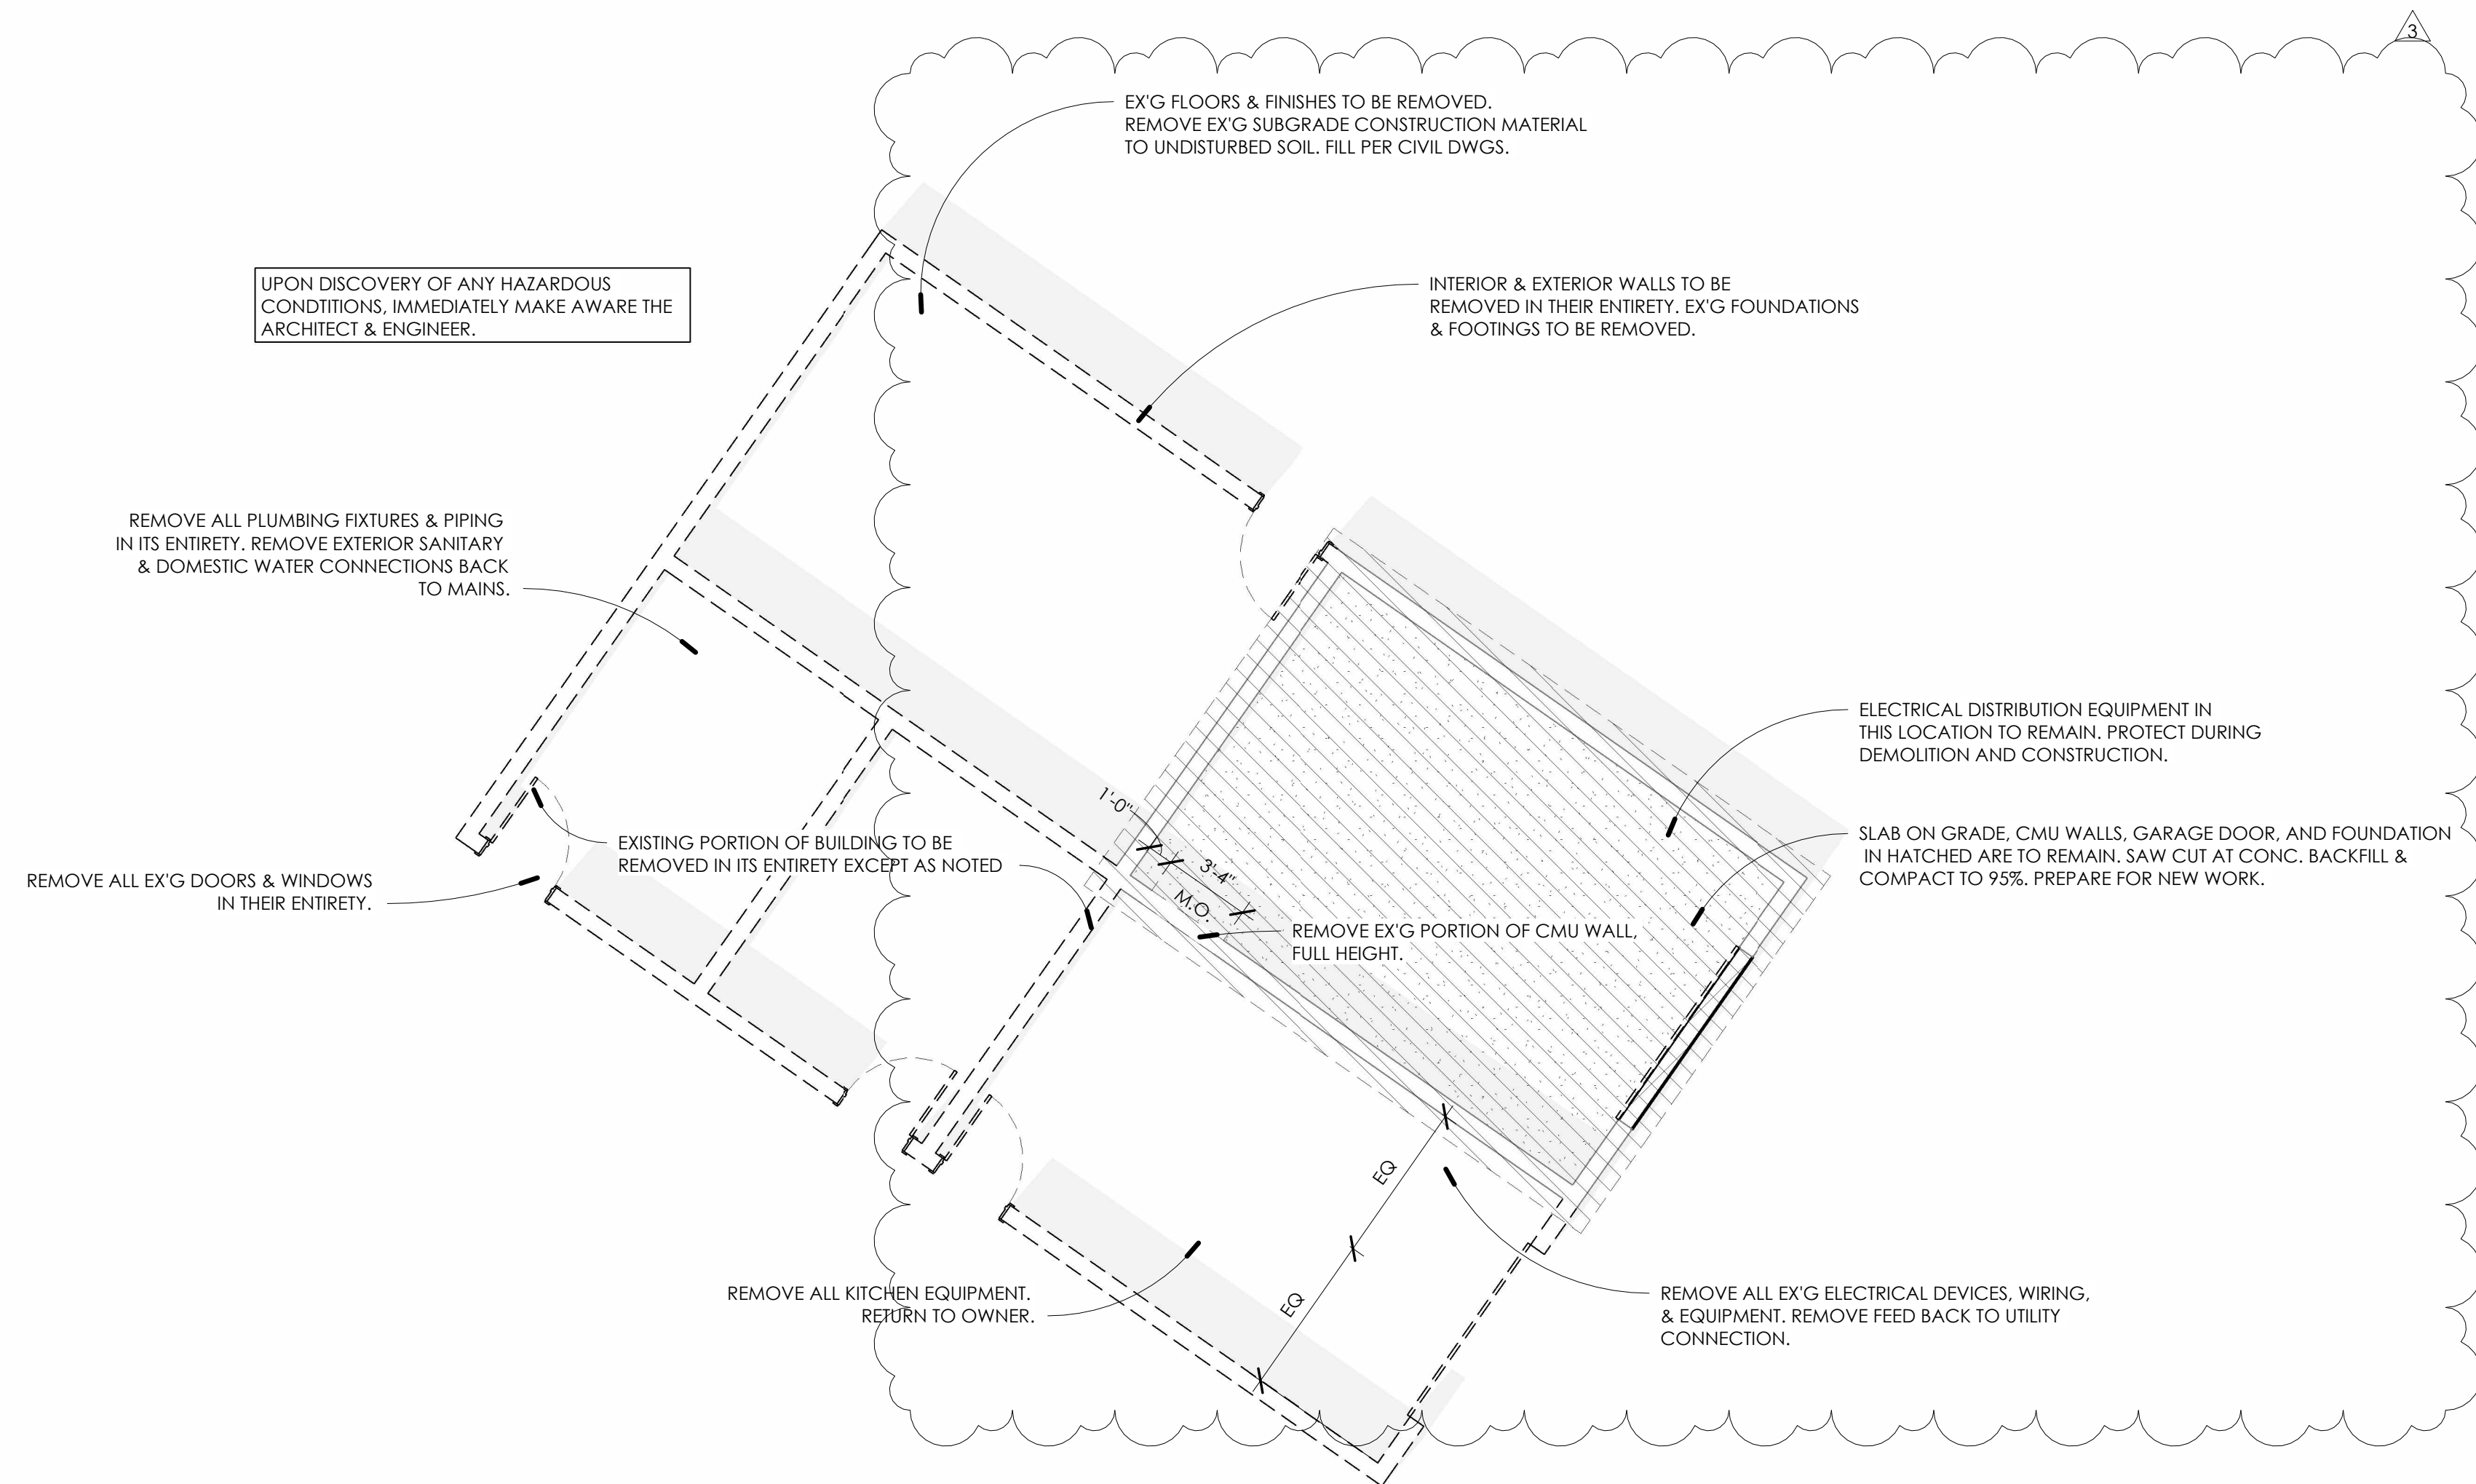 3
EX'G FLOORS & FINISHES TO BE REMOVED.
REMOVE EX'G SUBGRADE CONSTRUCTION MATERIAL
TO UNDISTURBED SOIL. FILL PER CIVIL DWGS.
UPON DISCOVERY OF ANY HAZARDOUS
CONDTITIONS, IMMEDIATELY MAKE AWARE THE
ARCHITECT & ENGINEER.
INTERIOR & EXTERIOR WALLS TO BE
REMOVED IN THEIR ENTIRETY. EX'G FOUNDATIONS
& FOOTINGS TO BE REMOVED.
REMOVE ALL PLUMBING FIXTURES & PIPING
IN ITS ENTIRETY. REMOVE EXTERIOR SANITARY
& DOMESTIC WATER CONNECTIONS BACK
TO MAINS.
ELECTRICAL DISTRIBUTION EQUIPMENT IN
THIS LOCATION TO REMAIN. PROTECT DURING
DEMOLITION AND CONSTRUCTION.
1'-0"
3'-4"
M.O.
EXISTING PORTION OF BUILDING TO BE
REMOVED IN ITS ENTIRETY EXCEPT AS NOTED
SLAB ON GRADE, CMU WALLS, GARAGE DOOR, AND FOUNDATION
IN HATCHED ARE TO REMAIN. SAW CUT AT CONC. BACKFILL &
COMPACT TO 95%. PREPARE FOR NEW WORK.
REMOVE ALL EX'G DOORS & WINDOWS
IN THEIR ENTIRETY.
REMOVE EX'G PORTION OF CMU WALL,
FULL HEIGHT.
EQ
EQ
REMOVE ALL KITCHEN EQUIPMENT.
RETURN TO OWNER.
REMOVE ALL EX'G ELECTRICAL DEVICES, WIRING,
& EQUIPMENT. REMOVE FEED BACK TO UTILITY
CONNECTION.